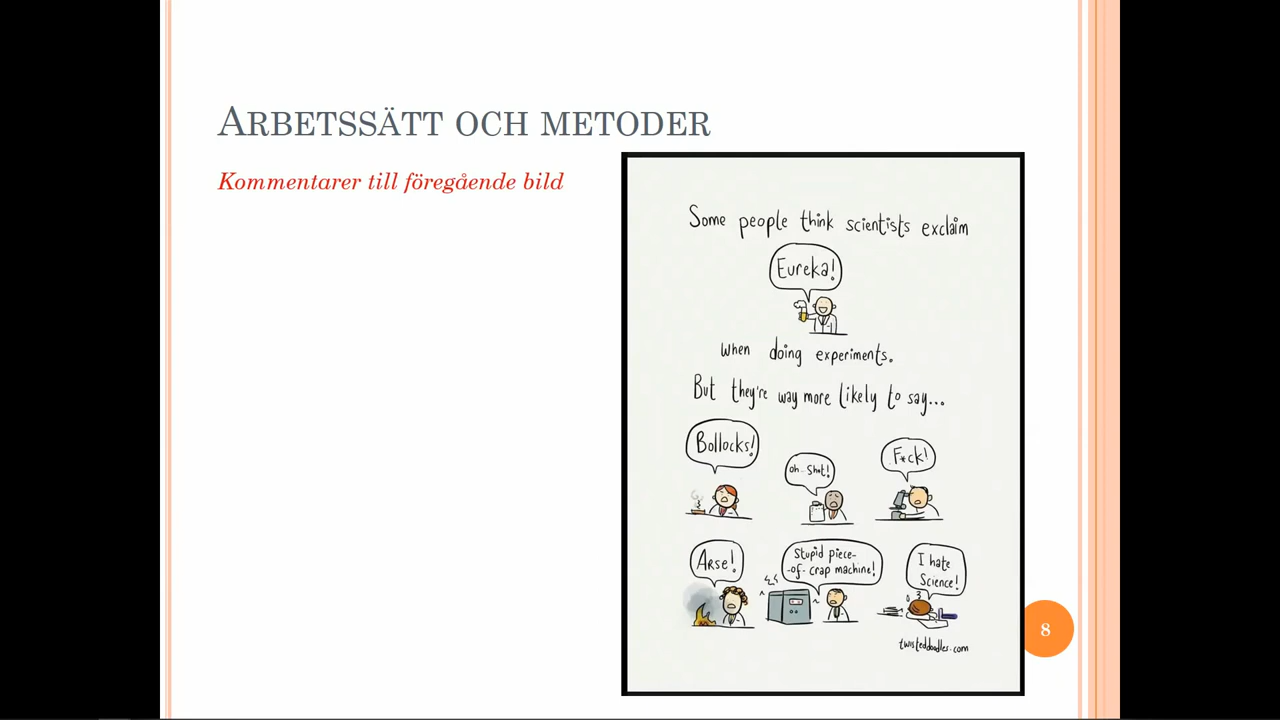 ARBETSSÄTT OCH METODER
Kommentarer till föregående bild
Some people think scientists exclaim
Eureka!
when doing experiments.
But they're way more likely to say...
Bollocks!
oh sh*t!
F*ck!
Arse!
Stupid piece-
-of-crap machine!
I hate
Science!
twisteddoodles.com
8